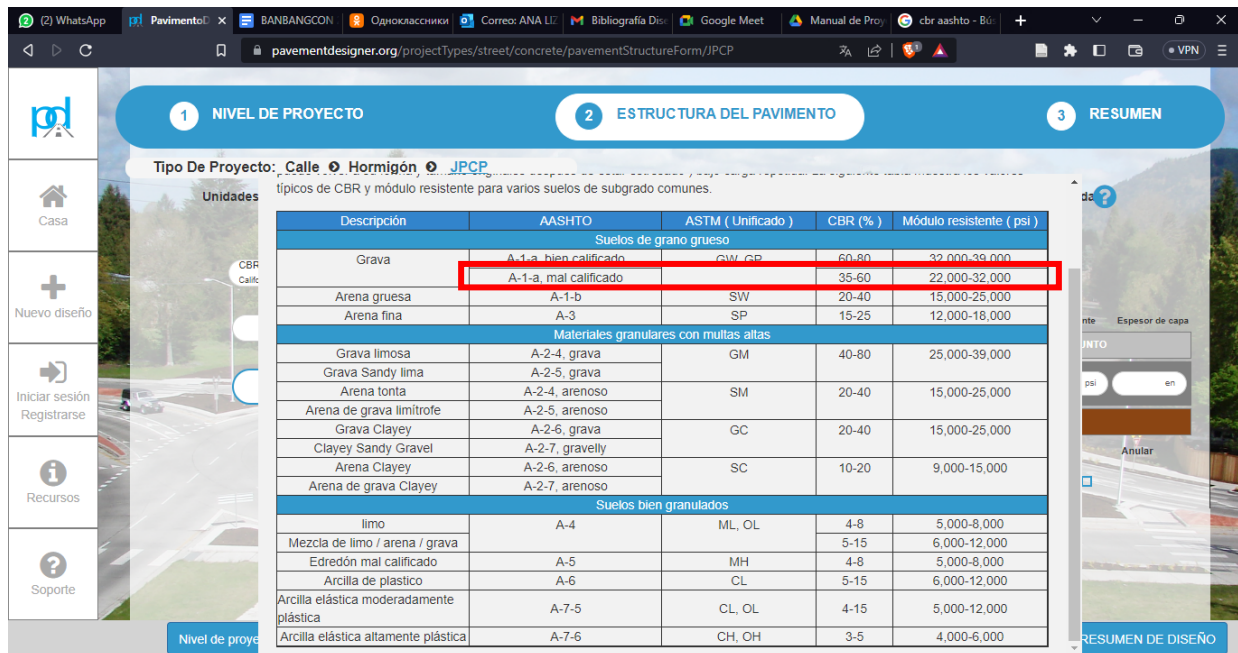 (2) WhatsApp
PavimentoD
BANBANGCON
Одноклассники
Correo: ANA LIZ
Bibliografía Dise
Google Meet
Manual de Proy
cbr aashto - Bús
pavementdesigner.org/projectTypes/street/concrete/pavementStructureForm/JPCP
VPN
pd
1 NIVEL DE PROYECTO
2 ESTRUCTURA DEL PAVIMENTO
3 RESUMEN
Tipo De Proyecto: Calle Hormigón JPCP
Unidades
típicos de CBR y módulo resistente para varios suelos de subgrado comunes.
Descripción AASHTO ASTM ( Unificado ) CBR (% ) Módulo resistente ( psi )
Suelos de grano grueso
Grava A-1-a, bien calificado GW, GP 60-80 32,000-39,000
A-1-a, mal calificado 35-60 22,000-32,000
Arena gruesa A-1-b SW 20-40 15,000-25,000
Arena fina A-3 SP 15-25 12,000-18,000
Materiales granulares con multas altas
Grava limosa A-2-4, grava GM 40-80 25,000-39,000
Grava Sandy lima A-2-5, grava
Arena tonta A-2-4, arenoso SM 20-40 15,000-25,000
Arena de grava limítrofe A-2-5, arenoso
Grava Clayey A-2-6, grava GC 20-40 15,000-25,000
Clayey Sandy Gravel A-2-7, gravelly
Arena Clayey A-2-6, arenoso SC 10-20 9,000-15,000
Arena de grava Clayey A-2-7, arenoso
Suelos bien granulados
limo A-4 ML, OL 4-8 5,000-8,000
Mezcla de limo / arena / grava 5-15 6,000-12,000
Edredón mal calificado A-5 MH 4-8 5,000-8,000
Arcilla de plastico A-6 CL 5-15 6,000-12,000
Arcilla elástica moderadamente
plástica A-7-5 CL, OL 4-15 5,000-12,000
Arcilla elástica altamente plástica A-7-6 CH, OH 3-5 4,000-6,000
Casa
Nuevo diseño
Iniciar sesión
Registrarse
Recursos
Soporte
CBR
Califo
da
nte Espesor de capa
JNTO
psi en
Anular
Nivel de proye
RESUMEN DE DISEÑO